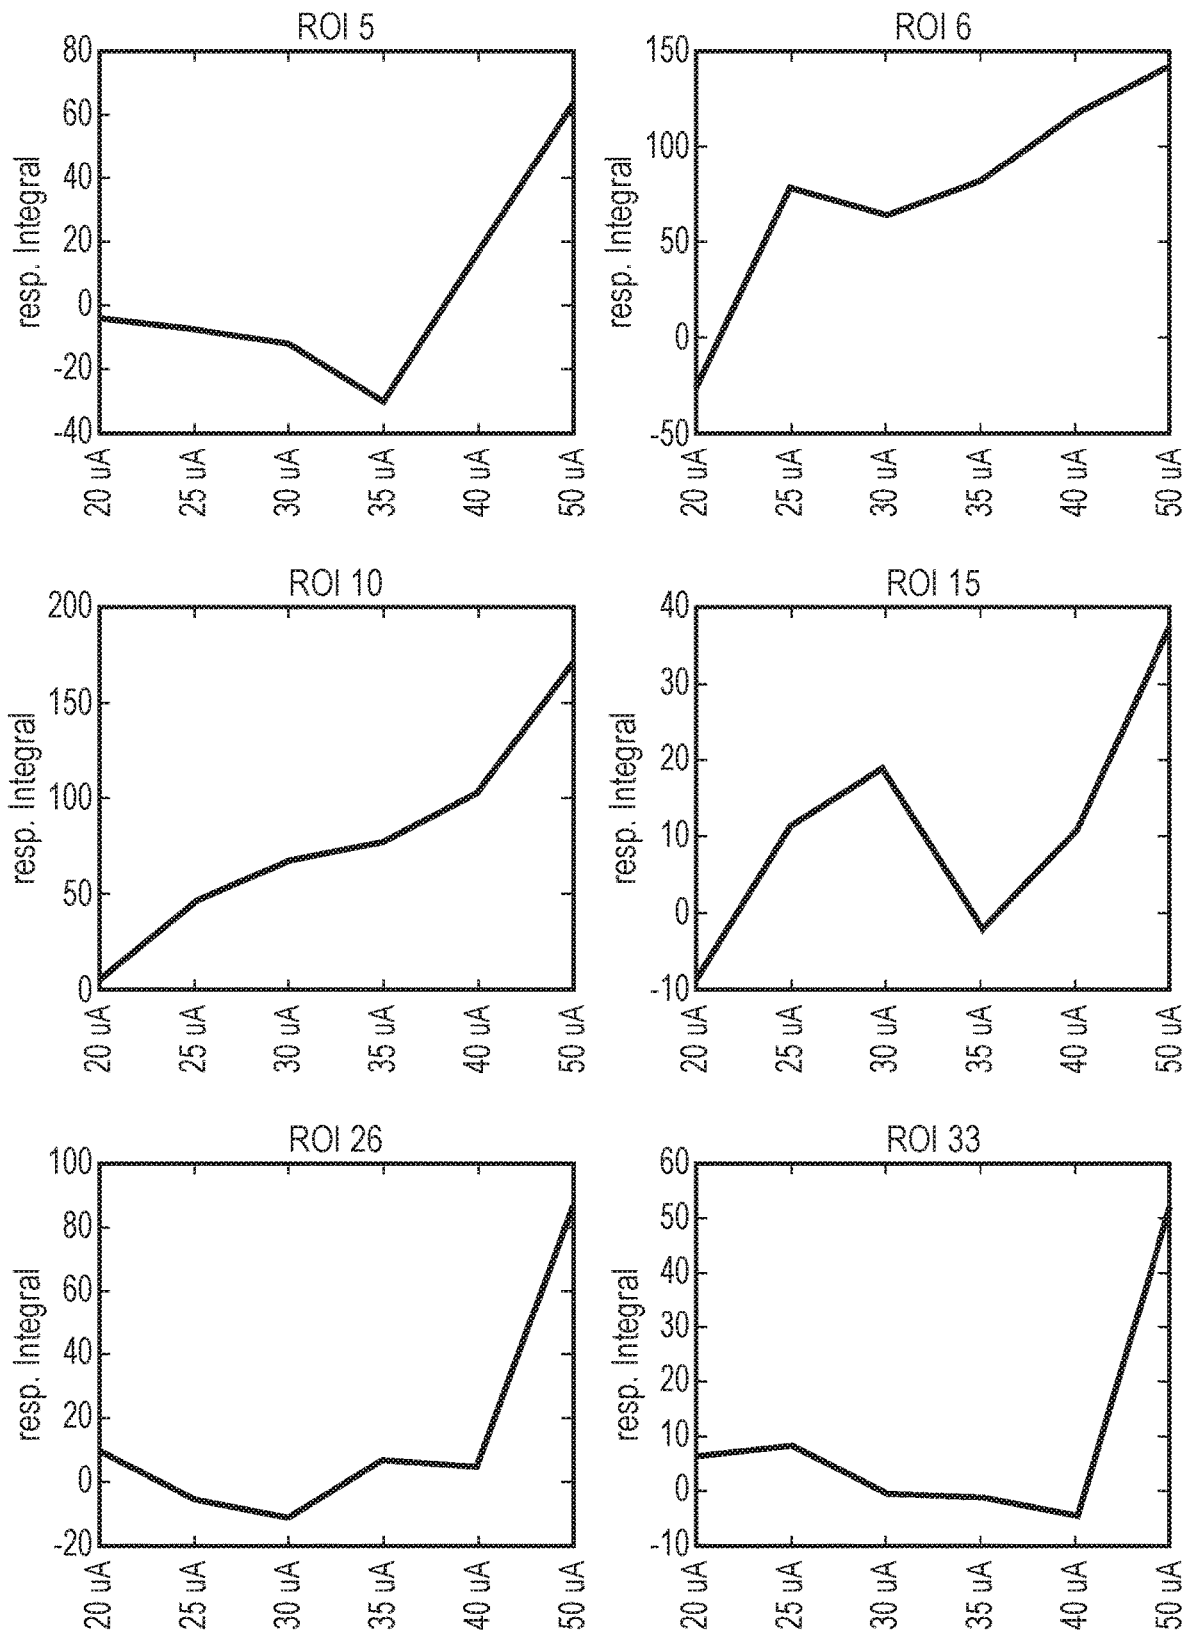 ROI 5
80
60
40
20
0
-20
-40
resp. Integral
20 uA
25 uA
30 uA
35 uA
40 uA
50 uA
ROI 6
150
100
50
0
-50
resp. Integral
20 uA
25 uA
30 uA
35 uA
40 uA
50 uA
ROI 10
200
150
100
50
0
resp. Integral
20 uA
25 uA
30 uA
35 uA
40 uA
50 uA
ROI 15
40
30
20
10
0
-10
resp. Integral
20 uA
25 uA
30 uA
35 uA
40 uA
50 uA
ROI 26
100
80
60
40
20
0
-20
resp. Integral
20 uA
25 uA
30 uA
35 uA
40 uA
50 uA
ROI 33
60
50
40
30
20
10
0
-10
resp. Integral
20 uA
25 uA
30 uA
35 uA
40 uA
50 uA